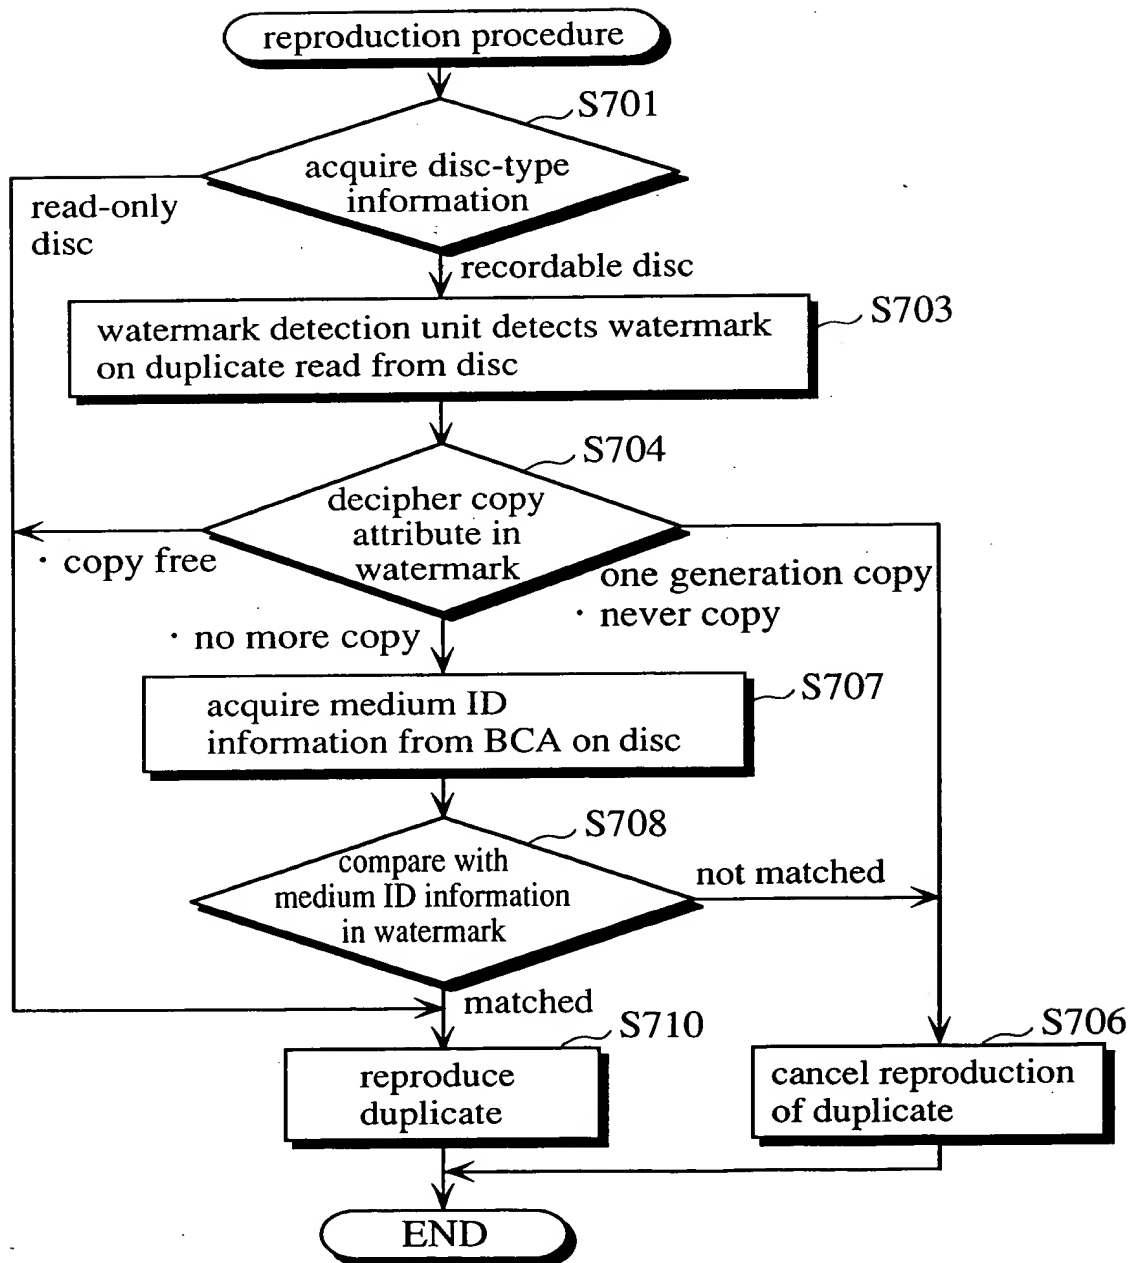 reproduction procedure
S701
acquire disc-type
information
read-only
disc
recordable disc
S703
watermark detection unit detects watermark
on duplicate read from disc
S704
decipher copy
attribute in
watermark
· copy free
one generation copy
· never copy
· no more copy
S707
acquire medium ID
information from BCA on disc
S708
compare with
medium ID information
in watermark
not matched
matched
S710
reproduce
duplicate
S706
cancel reproduction
of duplicate
END